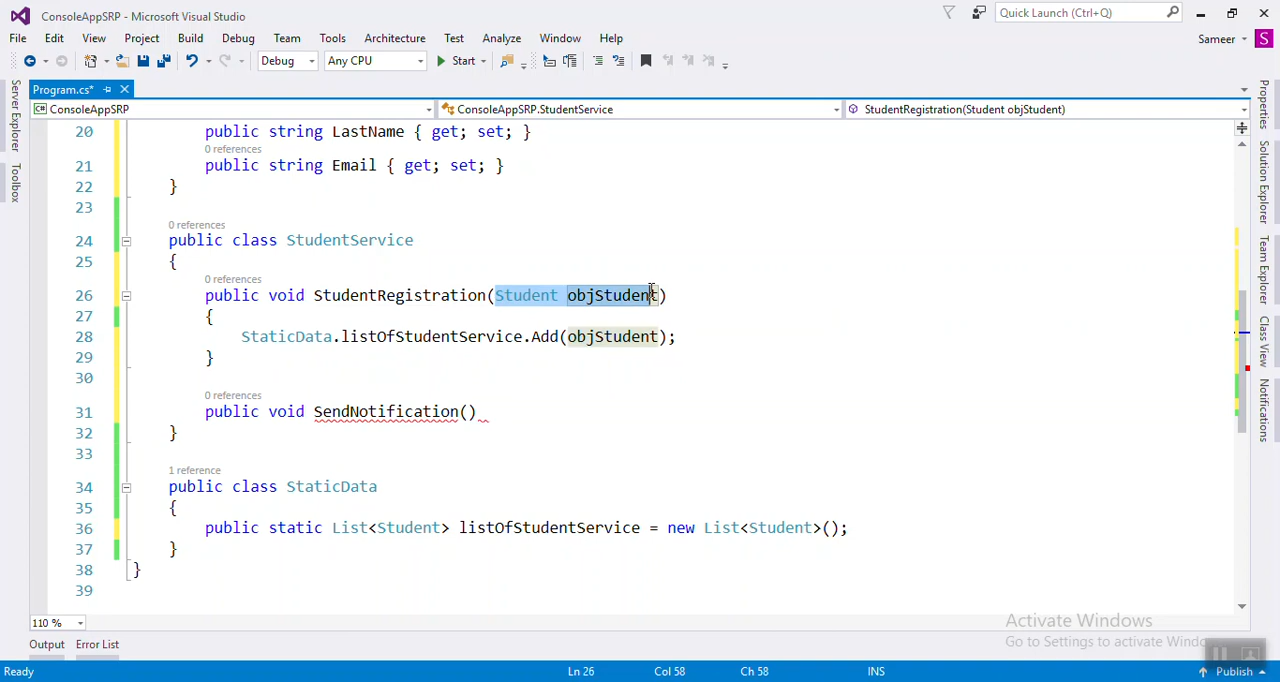 ConsoleAppSRP - Microsoft Visual Studio
Quick Launch (Ctrl+Q)
File Edit View Project Build Debug Team Tools Architecture Test Analyze Window Help
Sameer S
Debug Any CPU Start
Program.cs*
C# ConsoleAppSRP ConsoleAppSRP.StudentService StudentRegistration(Student objStudent)
Server Explorer
Toolbox
20 public string LastName { get; set; }
0 references
21 public string Email { get; set; }
22 }
23
0 references
24 public class StudentService
25 {
0 references
26 public void StudentRegistration(Student objStudent)
27 {
28 StaticData.listOfStudentService.Add(objStudent);
29 }
30
0 references
31 public void SendNotification()
32 }
33
1 reference
34 public class StaticData
35 {
36 public static List<Student> listOfStudentService = new List<Student>();
37 }
38 }
39
Properties
Solution Explorer
Team Explorer
Class View
Notifications
110 %
Activate Windows
Go to Settings to activate Windo
Output Error List
Ready Ln 26 Col 58 Ch 58 INS Publish